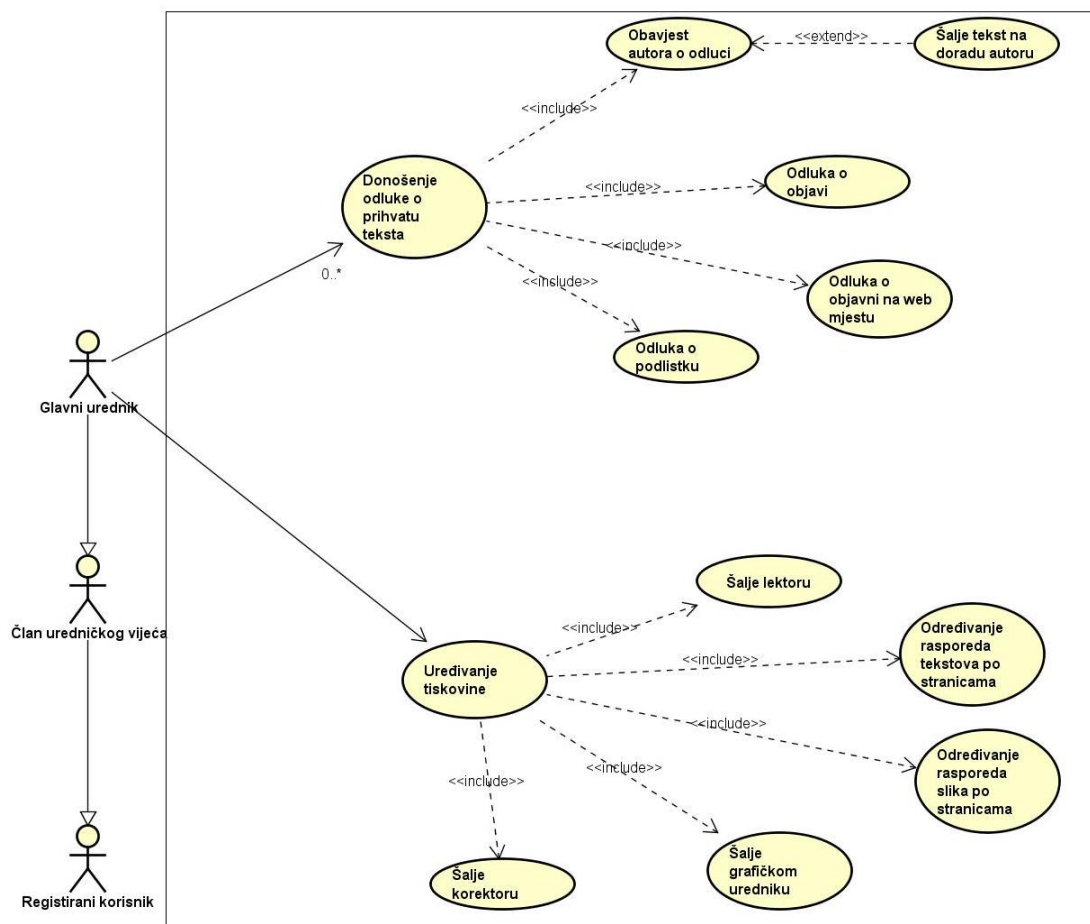 Obavjest
autora o odluci
<<extend>>
Šalje tekst na
doradu autoru
<<include>>
Donošenje
odluke o
prihvatu
teksta
<<include>>
Odluka o
objavi
<<include>>
Odluka o
objavni na web
mjestu
<<include>>
Odluka o
podlistku
0..*
Glavni urednik
Član uredničkog vijeća
Registirani korisnik
Uređivanje
tiskovine
<<include>>
Šalje lektoru
<<include>>
Određivanje
rasporeda
tekstova po
stranicama
<<include>>
Određivanje
rasporeda
slika po
stranicama
<<include>>
Šalje
grafičkom
uredniku
<<include>>
Šalje
korektoru